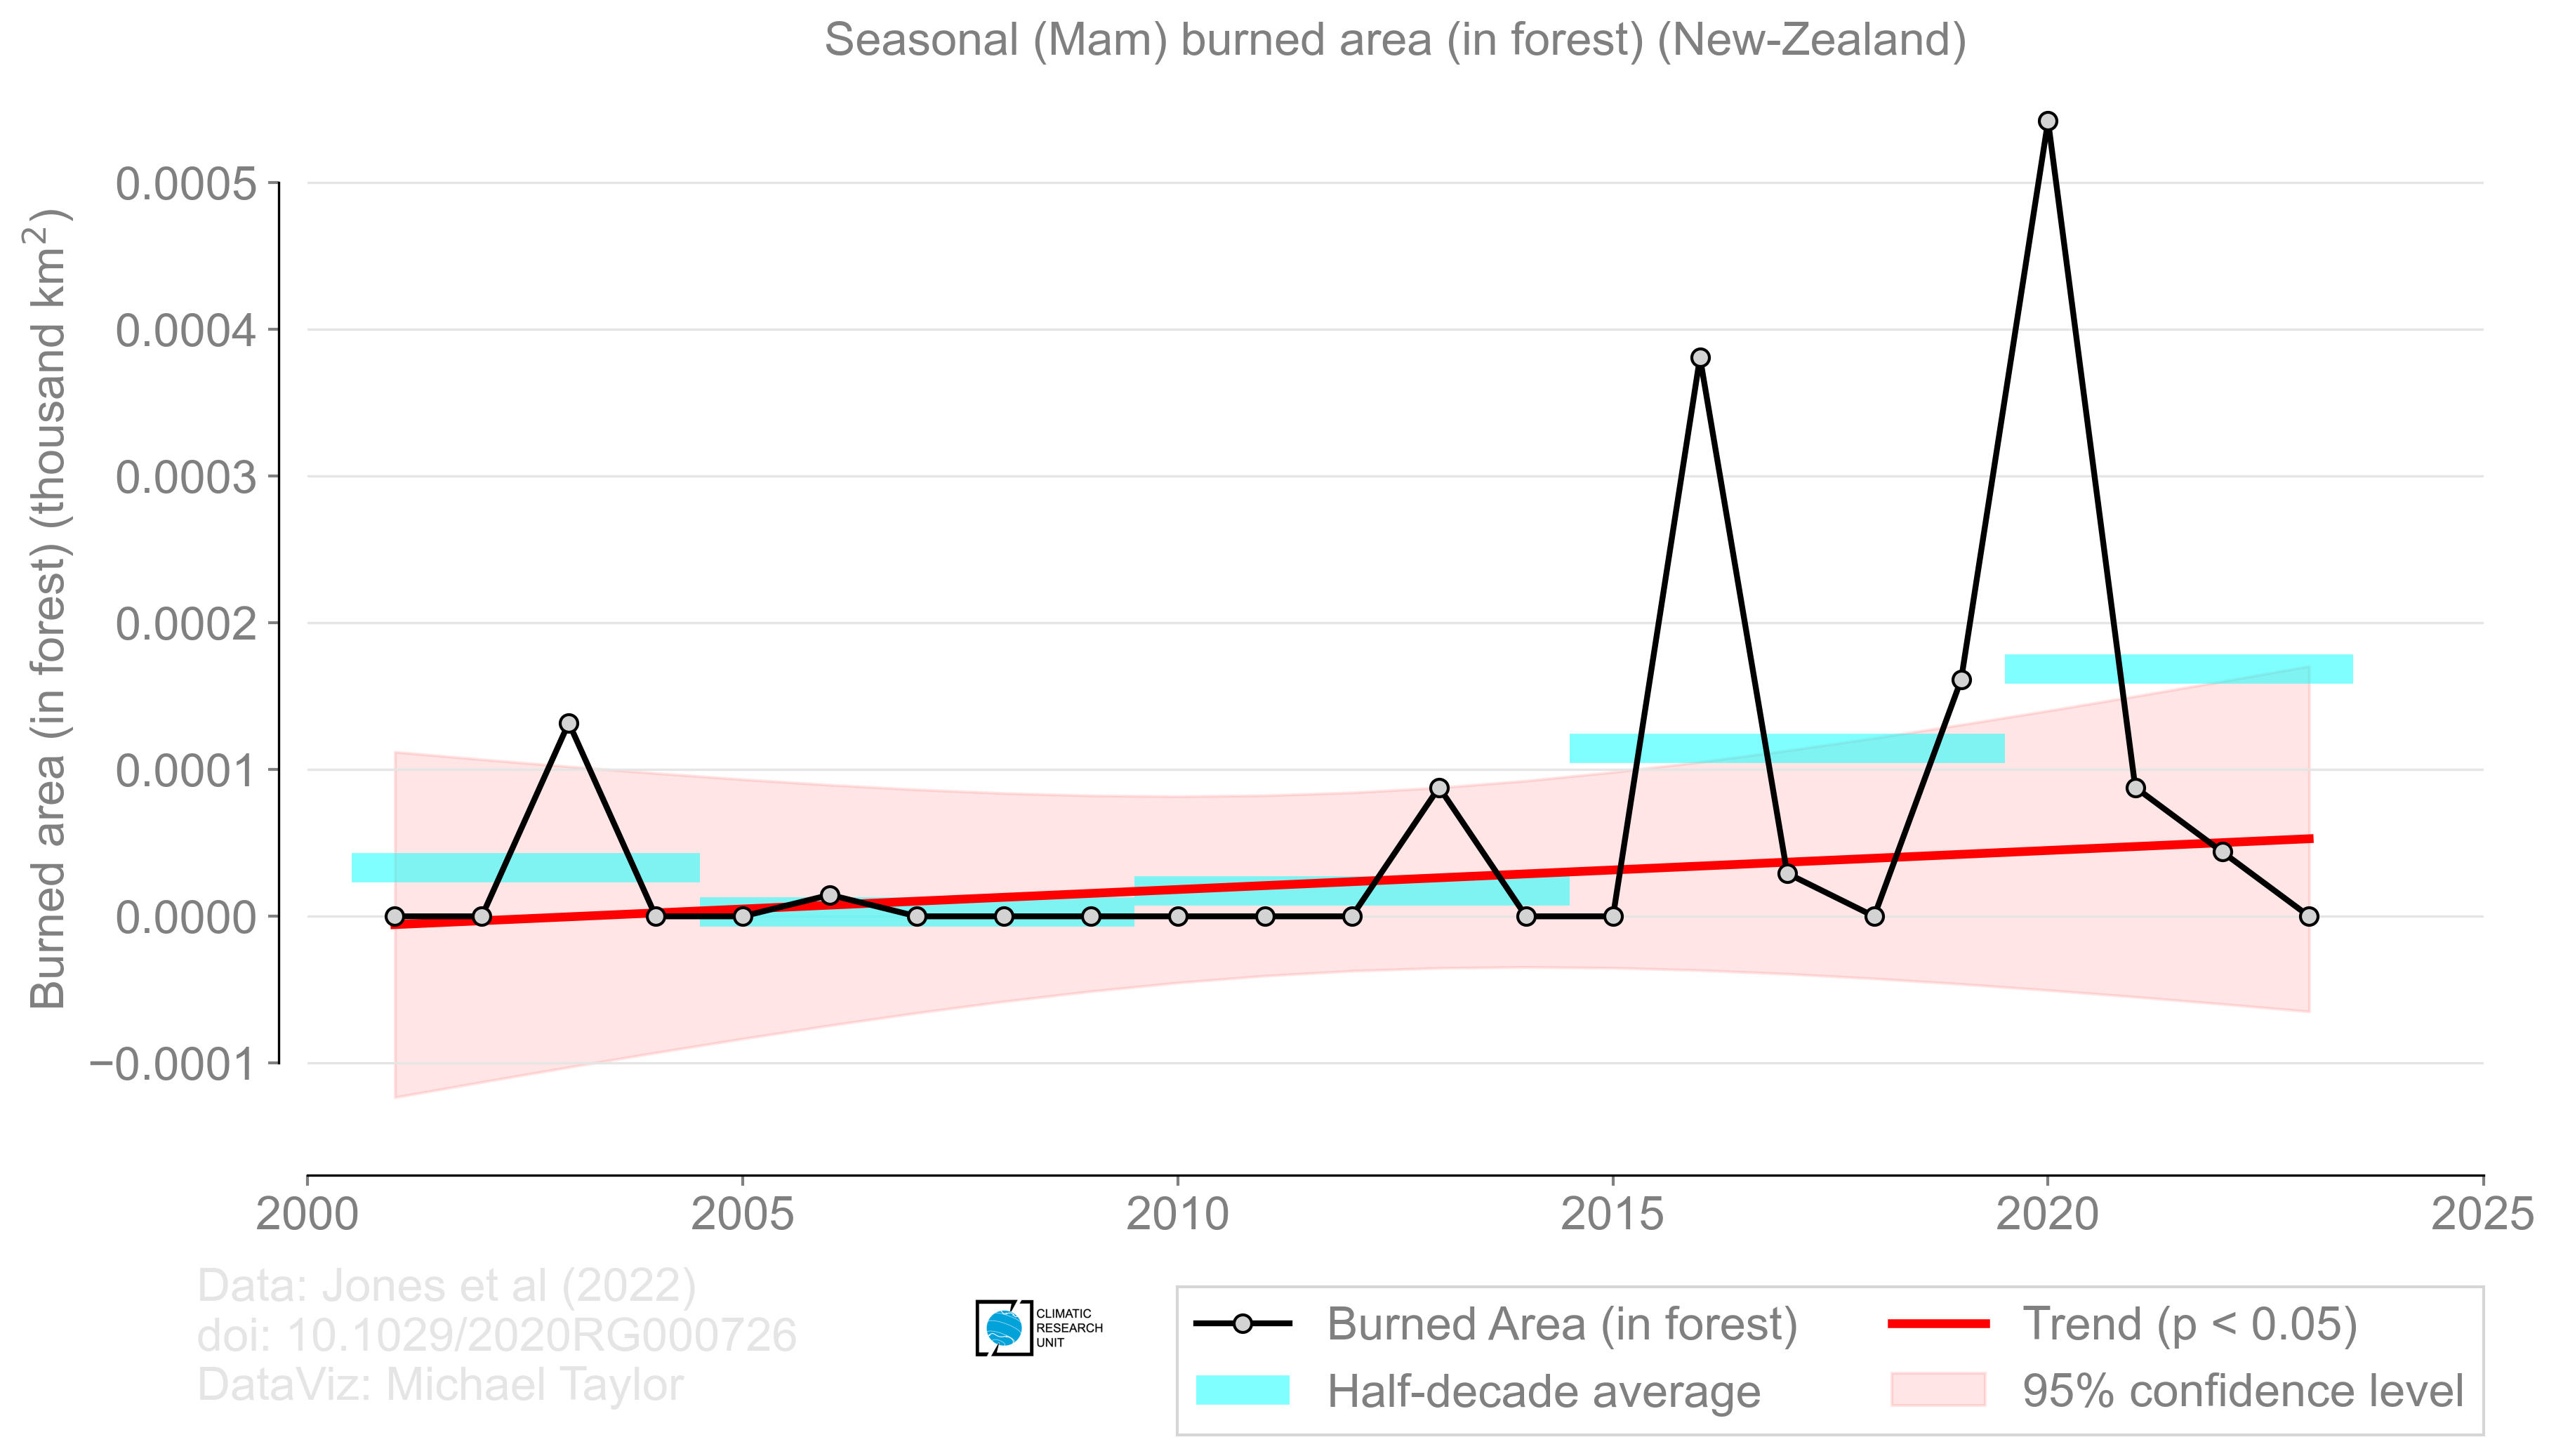 Seasonal (Mam) burned area (in forest) (New-Zealand)
Burned area (in forest) (thousand km²)
0.0005
0.0004
0.0003
0.0002
0.0001
0.0000
−0.0001
2000 2005 2010 2015 2020 2025
Data: Jones et al (2022)
doi: 10.1029/2020RG000726
DataViz: Michael Taylor
CLIMATIC
RESEARCH
UNIT
Burned Area (in forest)
Half-decade average
Trend (p < 0.05)
95% confidence level